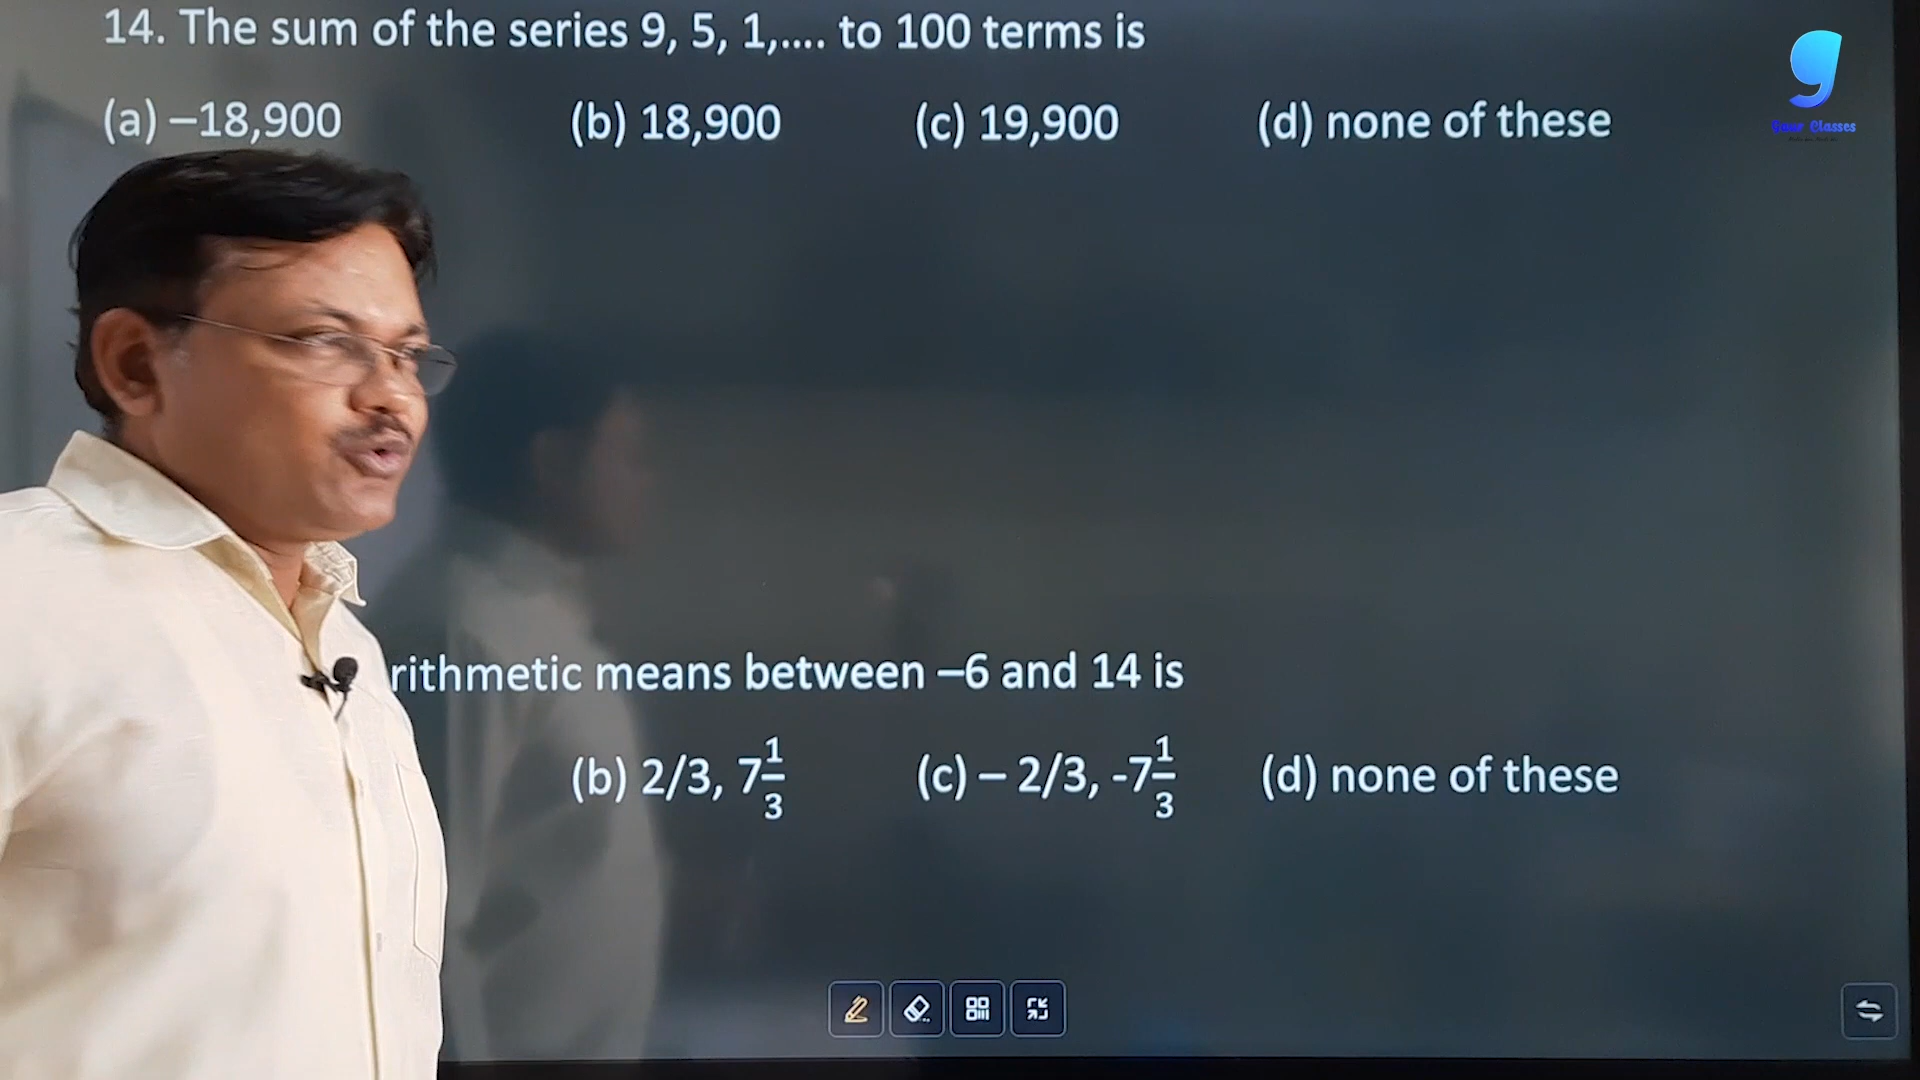 14. The sum of the series 9, 5, 1,.... to 100 terms is
(a) –18,900 (b) 18,900 (c) 19,900 (d) none of these
rithmetic means between –6 and 14 is
(b) 2/3, 7 1/3 (c) – 2/3, -7 1/3 (d) none of these
Classes